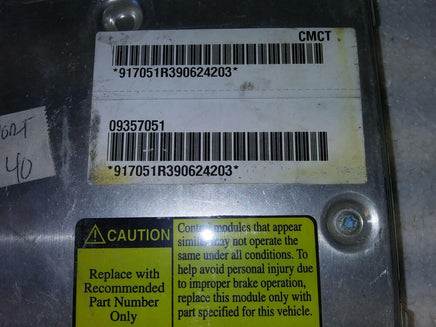 CMCT
*917051R390624203*
09357051
*917051R390624203*
40
CAUTION
Replace with
Recommended
Part Number
Only
Control modules that appear
similar may not operate the
same under all conditions. To
help avoid personal injury due
to improper brake operation,
replace this module only with
part specified for this vehicle.